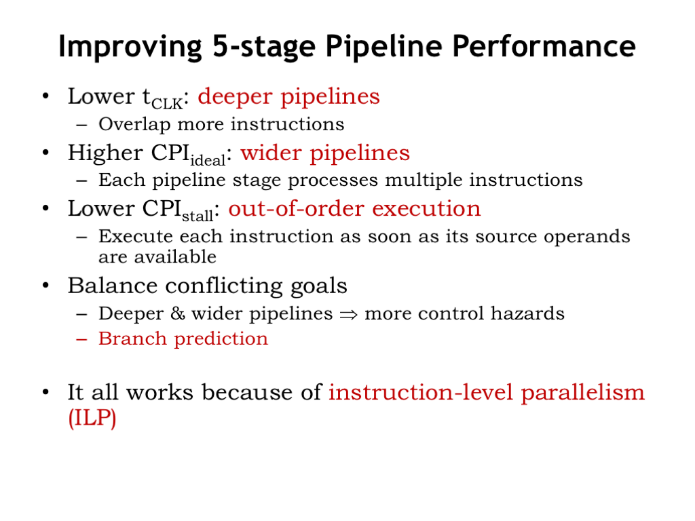 Improving 5-stage Pipeline Performance
• Lower tCLK: deeper pipelines
– Overlap more instructions
• Higher CPIideal: wider pipelines
– Each pipeline stage processes multiple instructions
• Lower CPIstall: out-of-order execution
– Execute each instruction as soon as its source operands
are available
• Balance conflicting goals
– Deeper & wider pipelines ⇒ more control hazards
– Branch prediction
• It all works because of instruction-level parallelism
(ILP)